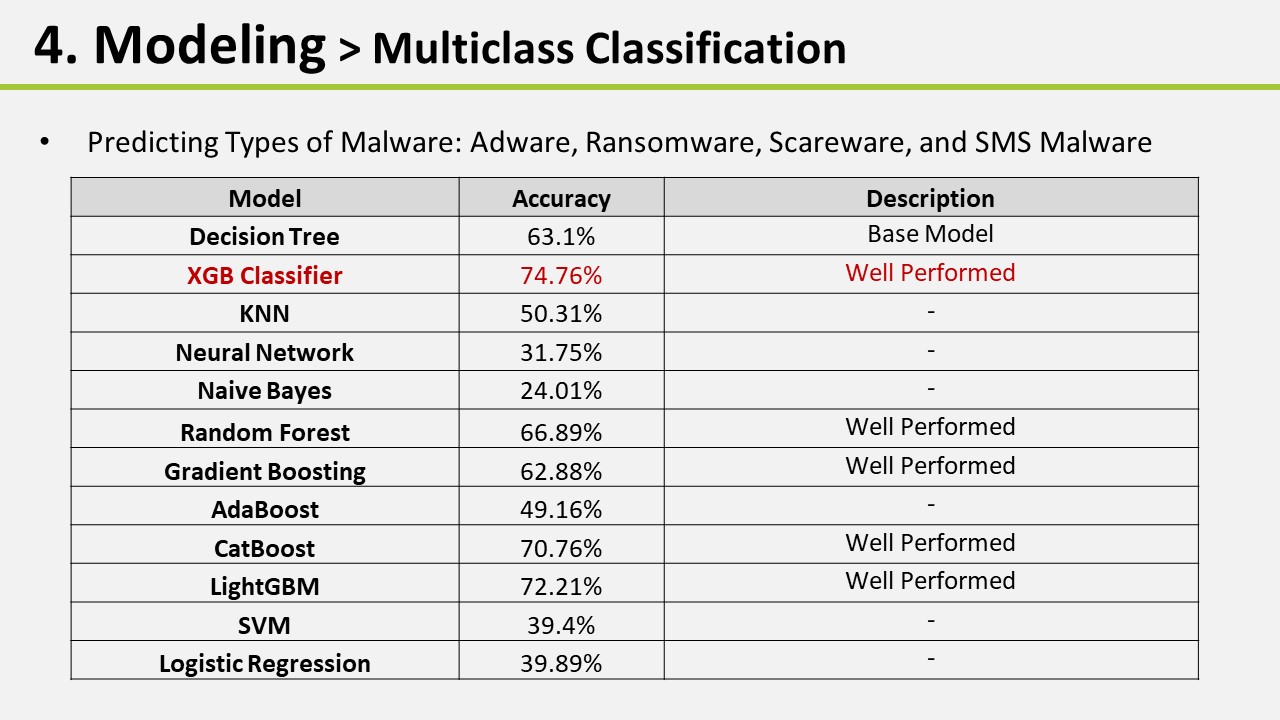 4. Modeling > Multiclass Classification
• Predicting Types of Malware: Adware, Ransomware, Scareware, and SMS Malware
Model Accuracy Description
Decision Tree 63.1% Base Model
XGB Classifier 74.76% Well Performed
KNN 50.31% -
Neural Network 31.75% -
Naive Bayes 24.01% -
Random Forest 66.89% Well Performed
Gradient Boosting 62.88% Well Performed
AdaBoost 49.16% -
CatBoost 70.76% Well Performed
LightGBM 72.21% Well Performed
SVM 39.4% -
Logistic Regression 39.89% -